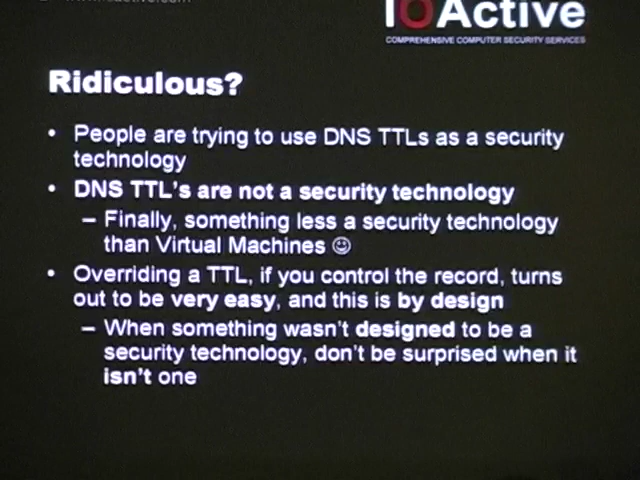 IOActive
COMPREHENSIVE COMPUTER SECURITY SERVICES
Ridiculous?
• People are trying to use DNS TTLs as a security
technology
• DNS TTL's are not a security technology
– Finally, something less a security technology
than Virtual Machines ☺
• Overriding a TTL, if you control the record, turns
out to be very easy, and this is by design
– When something wasn't designed to be a
security technology, don't be surprised when it
isn't one